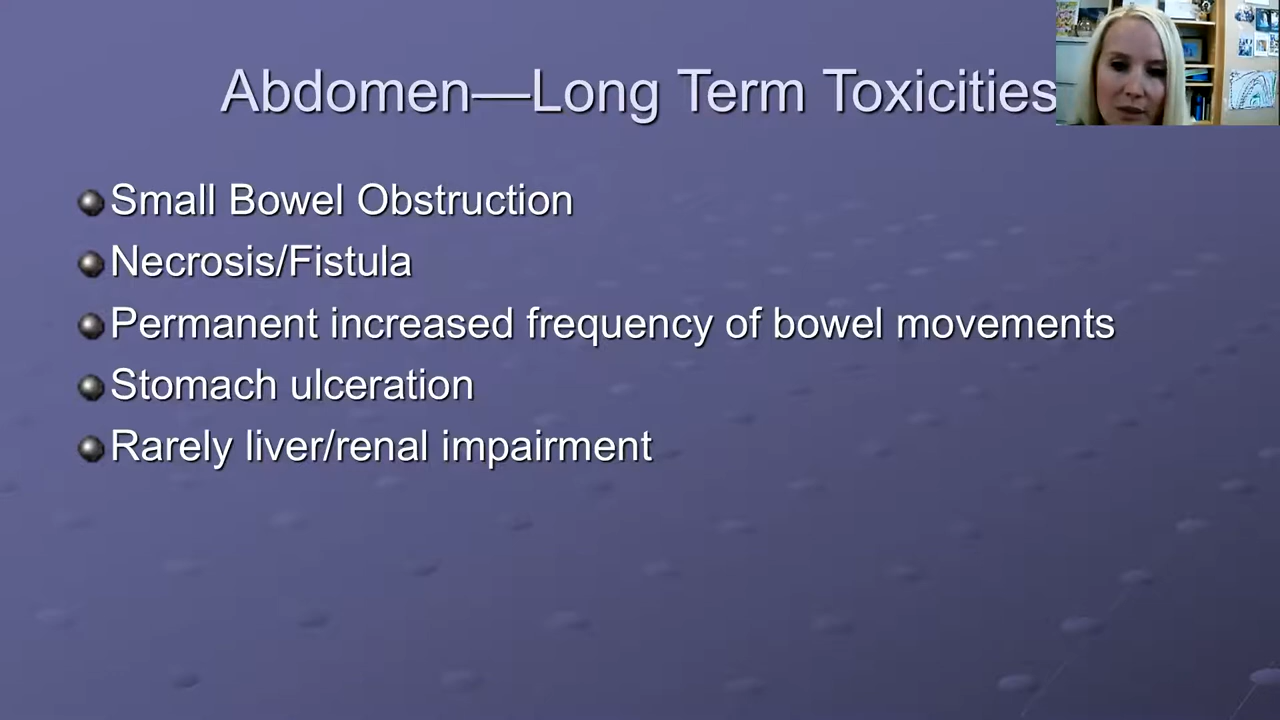 Abdomen—Long Term Toxicities
Small Bowel Obstruction
Necrosis/Fistula
Permanent increased frequency of bowel movements
Stomach ulceration
Rarely liver/renal impairment